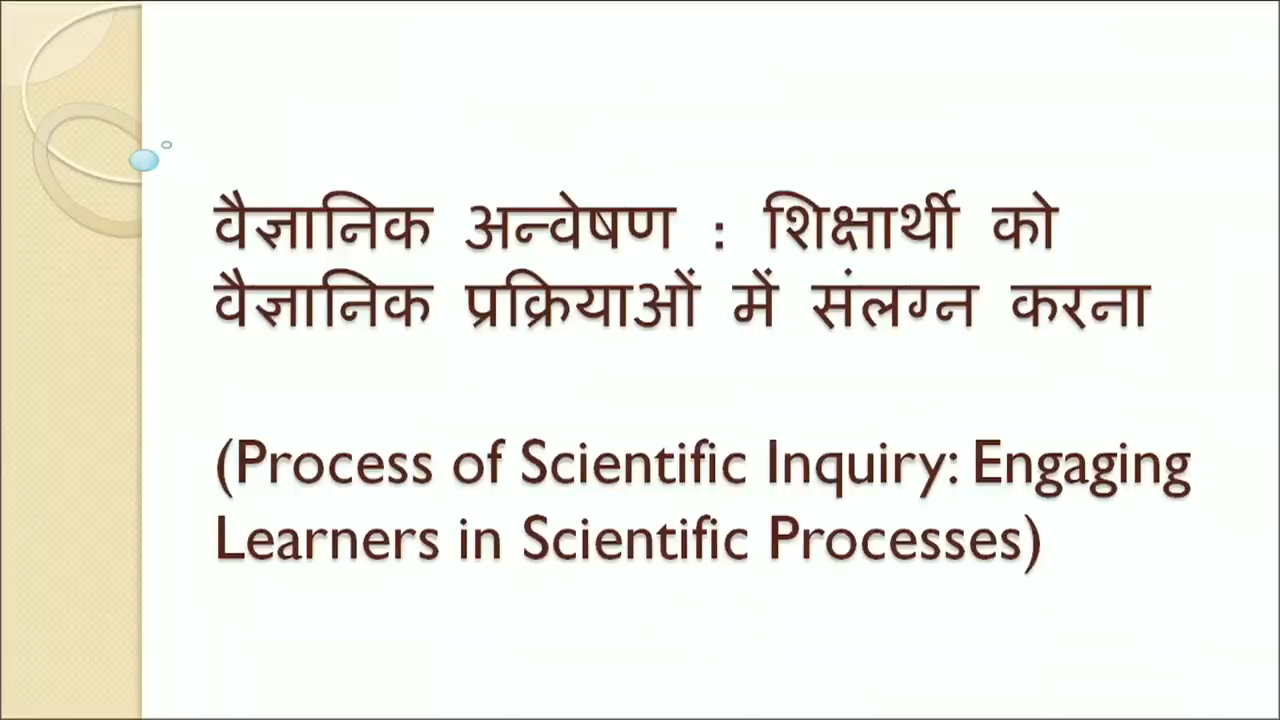 वैज्ञानिक अन्वेषण : शिक्षार्थी को
वैज्ञानिक प्रक्रियाओं में संलग्न करना
(Process of Scientific Inquiry: Engaging
Learners in Scientific Processes)